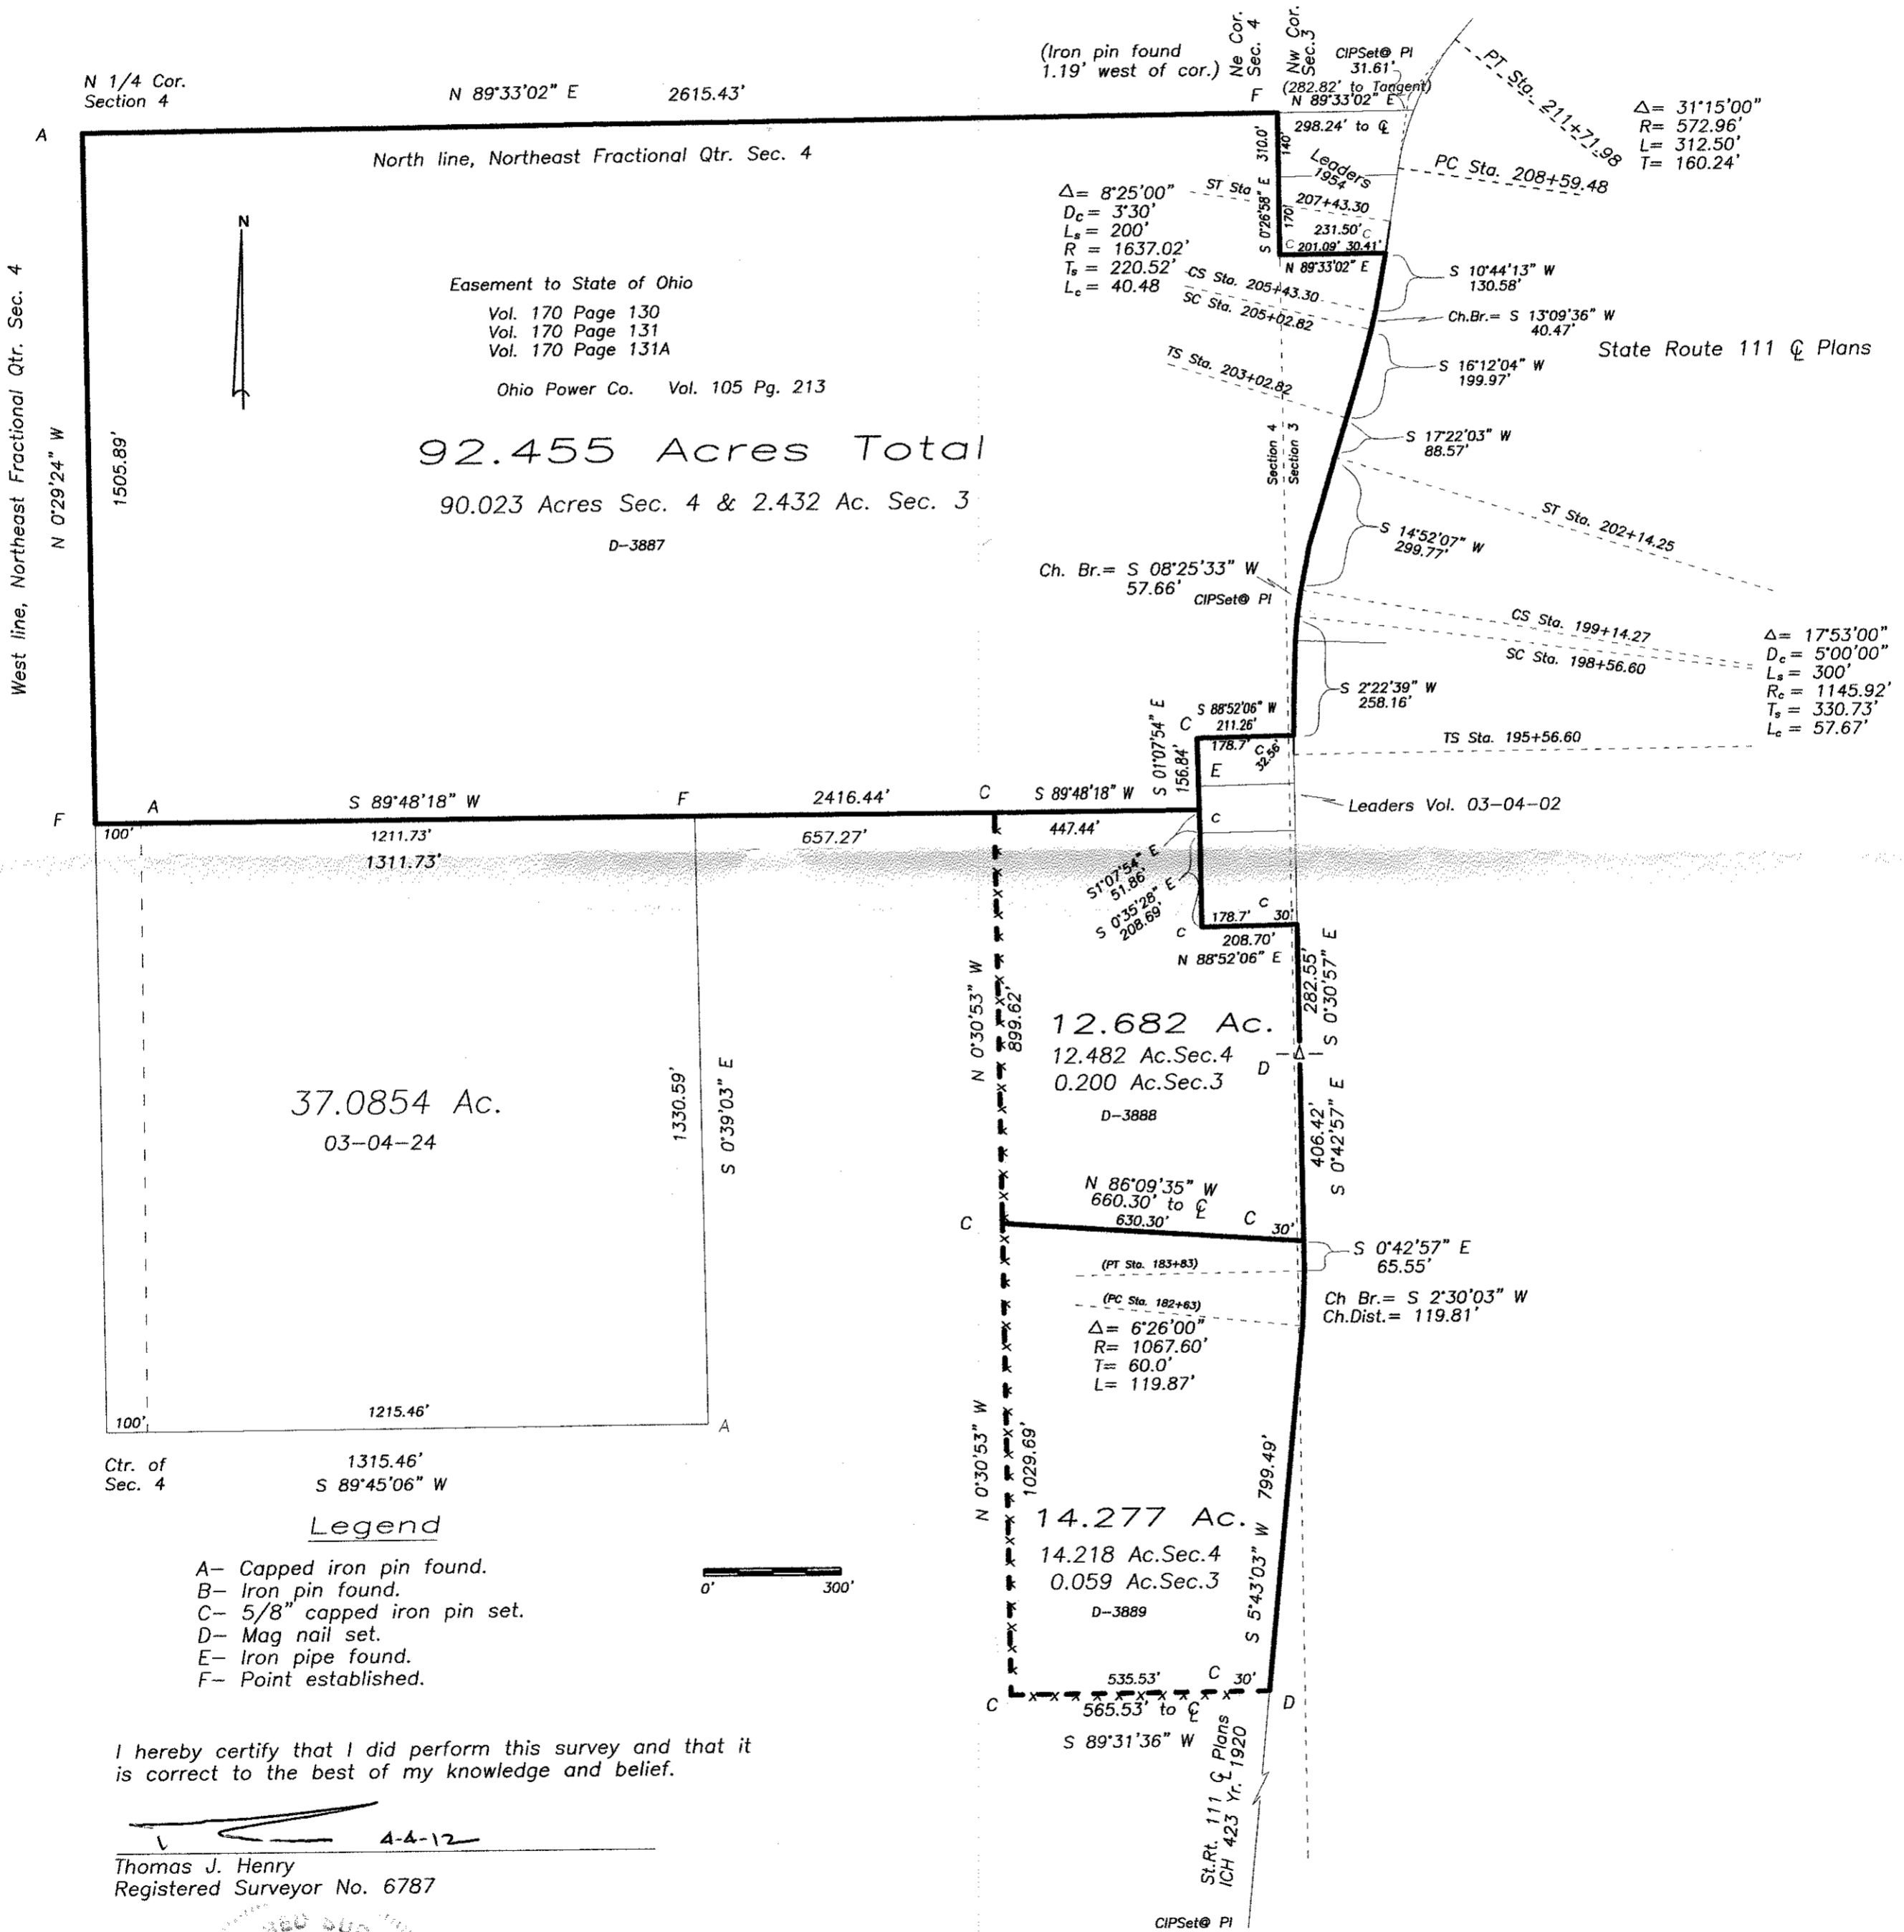 N 1/4 Cor.
Section 4
N 89°33'02" E 2615.43'
(Iron pin found
1.19' west of cor.)
Ne Cor.
Sec. 4
Nw Cor.
Sec.3
CIPSet@ PI
31.61'
(282.82' to Tangent)
F N 89°33'02" E
298.24' to ℄
PT Sta. 211+71.98
Δ= 31°15'00"
R= 572.96'
L= 312.50'
T= 160.24'
A
North line, Northeast Fractional Qtr. Sec. 4
S 0°26'58" E 310.0'
140'
170'
Leaders
1954
PC Sta. 208+59.48
ST Sta
207+43.30
231.50' C
C 201.09' 30.41'
N 89°33'02" E
Δ= 8°25'00"
Dc = 3°30'
Ls = 200'
R = 1637.02'
Ts = 220.52'
Lc = 40.48
CS Sta. 205+43.30
SC Sta. 205+02.82
TS Sta. 203+02.82
S 10°44'13" W
130.58'
Ch.Br.= S 13°09'36" W
40.47'
State Route 111 ℄ Plans
S 16°12'04" W
199.97'
S 17°22'03" W
88.57'
N
West line, Northeast Fractional Qtr. Sec. 4
N 0°29'24" W
1505.89'
Easement to State of Ohio
Vol. 170 Page 130
Vol. 170 Page 131
Vol. 170 Page 131A
Ohio Power Co. Vol. 105 Pg. 213
92.455 Acres Total
90.023 Acres Sec. 4 & 2.432 Ac. Sec. 3
D-3887
Section 4
Section 3
S 14°52'07" W
299.77'
ST Sta. 202+14.25
Ch. Br.= S 08°25'33" W
57.66'
CIPSet@ PI
CS Sta. 199+14.27
SC Sta. 198+56.60
Δ= 17°53'00"
Dc = 5°00'00"
Ls = 300'
Rc = 1145.92'
Ts = 330.73'
Lc = 57.67'
S 2°22'39" W
258.16'
TS Sta. 195+56.60
S 01°07'54" E
156.84'
S 88°52'06" W
C 211.26'
178.7' C
32.56'
E
Leaders Vol. 03-04-02
F A S 89°48'18" W F 2416.44' C S 89°48'18" W
100' 1211.73' 657.27' 447.44' C
1311.73'
S1°07'54" E
51.86'
S 0°35'28" E
208.69'
C
178.7' 30'
C 208.70'
N 88°52'06" E
282.55'
S 0°30'57" E
N 0°30'53" W
899.62'
12.682 Ac.
12.482 Ac.Sec.4
0.200 Ac.Sec.3
D-3888
D
406.42'
S 0°42'57" E
37.0854 Ac.
03-04-24
1330.59'
S 0°39'03" E
N 86°09'35" W
660.30' to ℄
C 630.30' C 30'
S 0°42'57" E
65.55'
(PT Sta. 183+83)
(PC Sta. 182+63)
Ch Br.= S 2°30'03" W
Ch.Dist.= 119.81'
Δ= 6°26'00"
R= 1067.60'
T= 60.0'
L= 119.87'
100' 1215.46' A
Ctr. of
Sec. 4
1315.46'
S 89°45'06" W
N 0°30'53" W
1029.69'
799.49'
S 5°43'03" W
14.277 Ac.
14.218 Ac.Sec.4
0.059 Ac.Sec.3
D-3889
Legend
A- Capped iron pin found.
B- Iron pin found.
C- 5/8" capped iron pin set.
D- Mag nail set.
E- Iron pipe found.
F- Point established.
0' 300'
535.53' C 30'
C 565.53' to ℄ D
S 89°31'36" W
St.Rt. 111 ℄ Plans
ICH 423 Yr. 1920
I hereby certify that I did perform this survey and that it
is correct to the best of my knowledge and belief.
4-4-12
Thomas J. Henry
Registered Surveyor No. 6787
CIPSet@ PI